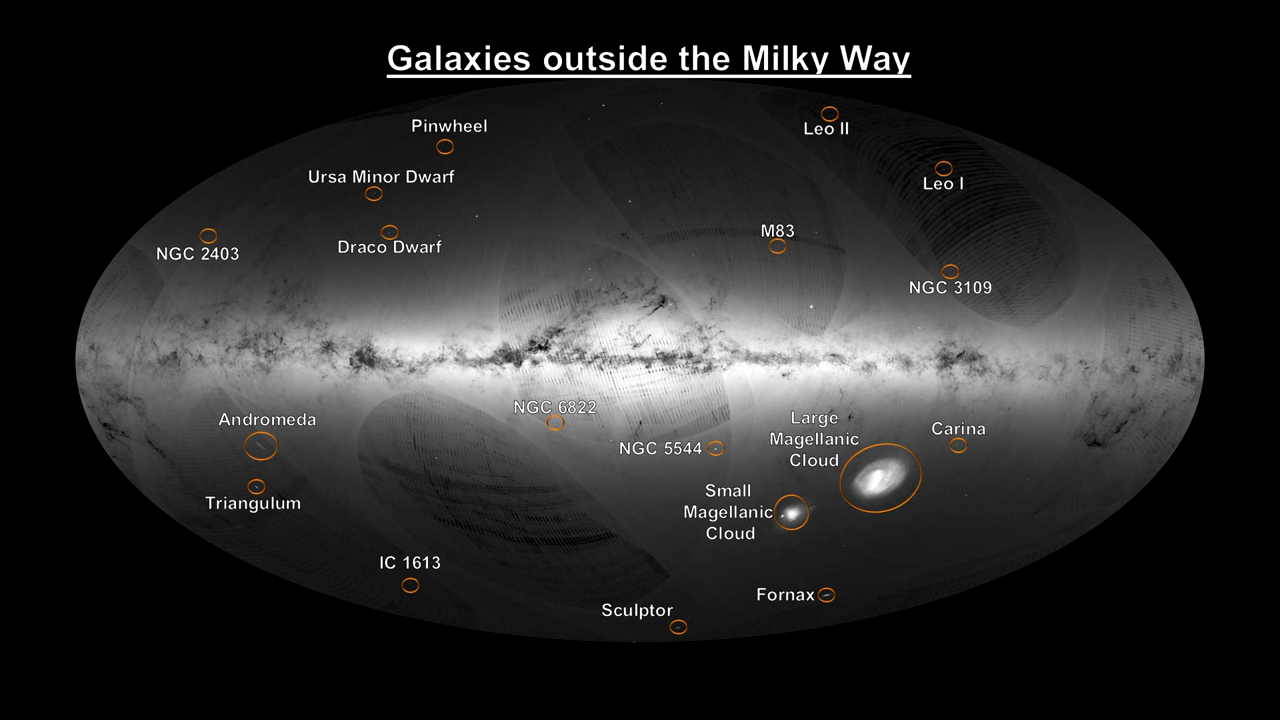 Galaxies outside the Milky Way
Pinwheel
Leo II
Ursa Minor Dwarf
Leo I
M83
Draco Dwarf
NGC 2403
NGC 3109
NGC 6822
Andromeda
Large
Magellanic
Cloud
Carina
NGC 5544
Triangulum
Small
Magellanic
Cloud
IC 1613
Fornax
Sculptor